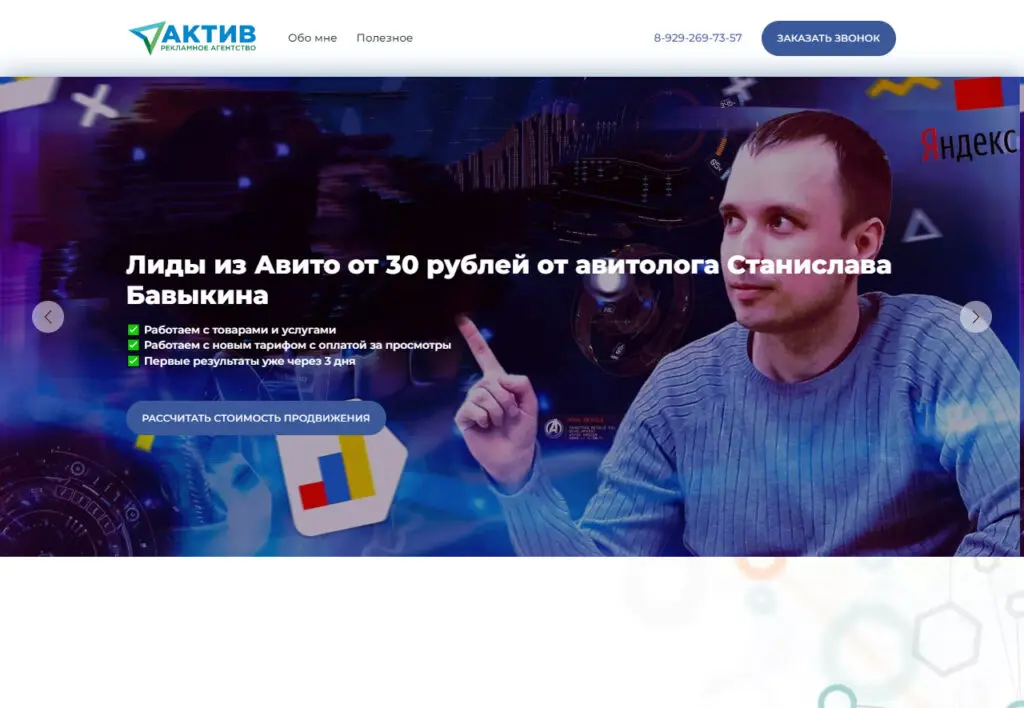 АКТИВ
РЕКЛАМНОЕ АГЕНТСТВО
Обо мне
Полезное
8-929-269-73-57
ЗАКАЗАТЬ ЗВОНОК
Яндекс
Лиды из Авито от 30 рублей от авитолога Станислава
Бавыкина
✅ Работаем с товарами и услугами
✅ Работаем с новым тарифом с оплатой за просмотры
✅ Первые результаты уже через 3 дня
РАССЧИТАТЬ СТОИМОСТЬ ПРОДВИЖЕНИЯ